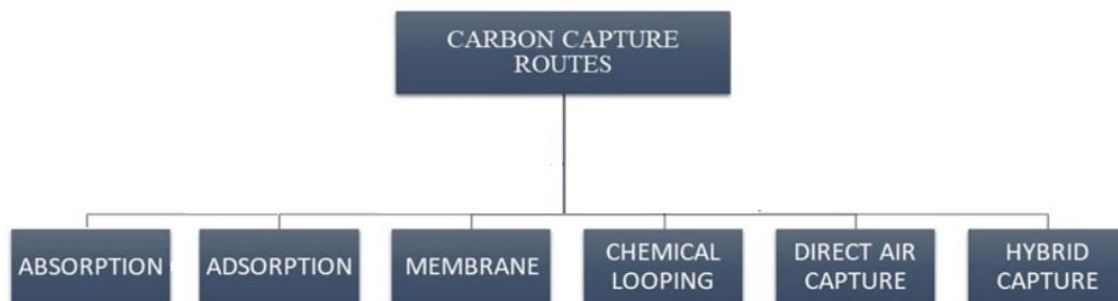 CARBON CAPTURE
ROUTES
ABSORPTION
ADSORPTION
MEMBRANE
CHEMICAL
LOOPING
DIRECT AIR
CAPTURE
HYBRID
CAPTURE